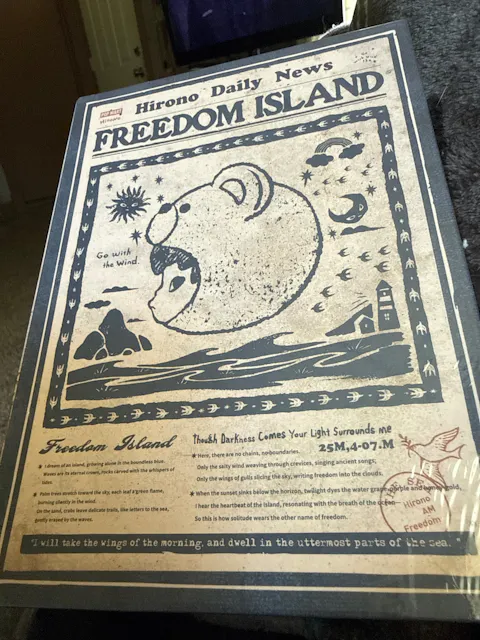 POP MART
Hirono
Hirono Daily News
FREEDOM ISLAND
Go with
the Wind.
Freedom Island
I dreams of an island, growing alone in the boundless blue.
Waves are its eternal crown, rocks carved with the whispers of
tides.
Palm trees stretch toward the sky, each leaf a green flame,
burning silently in the wind.
On the sand, crabs leave delicate trails, like letters to the sea,
gently erased by the waves.
Though Darkness Comes Your Light Surrounds me
25M,4-07.M
Here, there are no chains, no boundaries.
Only the salty wind weaving through crevices, singing ancient songs;
Only the wings of gulls slicing the sky, writing freedom into the clouds.
When the sunset sinks below the horizon, twilight dyes the water purple and gold,
I hear the heartbeat of the island, resonating with the breath of the ocean
So this is how solitude wears the other name of freedom.
Hirono
AM
Freedom
"I will take the wings of the morning, and dwell in the uttermost parts of the sea."